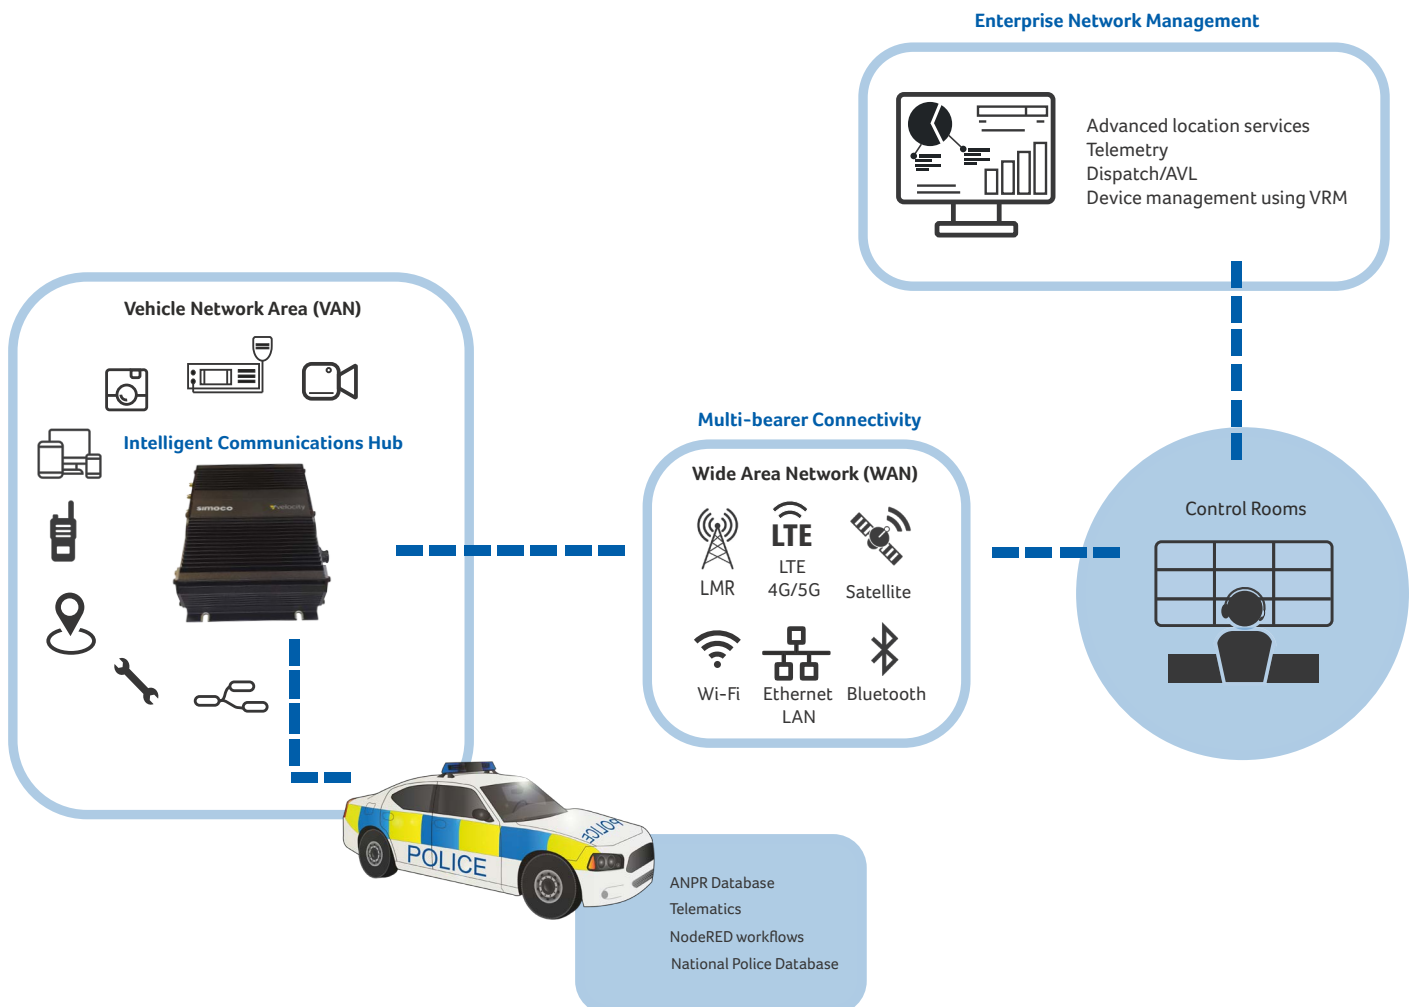 Enterprise Network Management
Advanced location services
Telemetry
Dispatch/AVL
Device management using VRM
Vehicle Network Area (VAN)
Intelligent Communications Hub
simoco
velocity
Multi-bearer Connectivity
Wide Area Network (WAN)
LTE
LMR
LTE
4G/5G
Satellite
Wi-Fi
Ethernet
LAN
Bluetooth
Control Rooms
POLICE
POLICE
ANPR Database
Telematics
NodeRED workflows
National Police Database